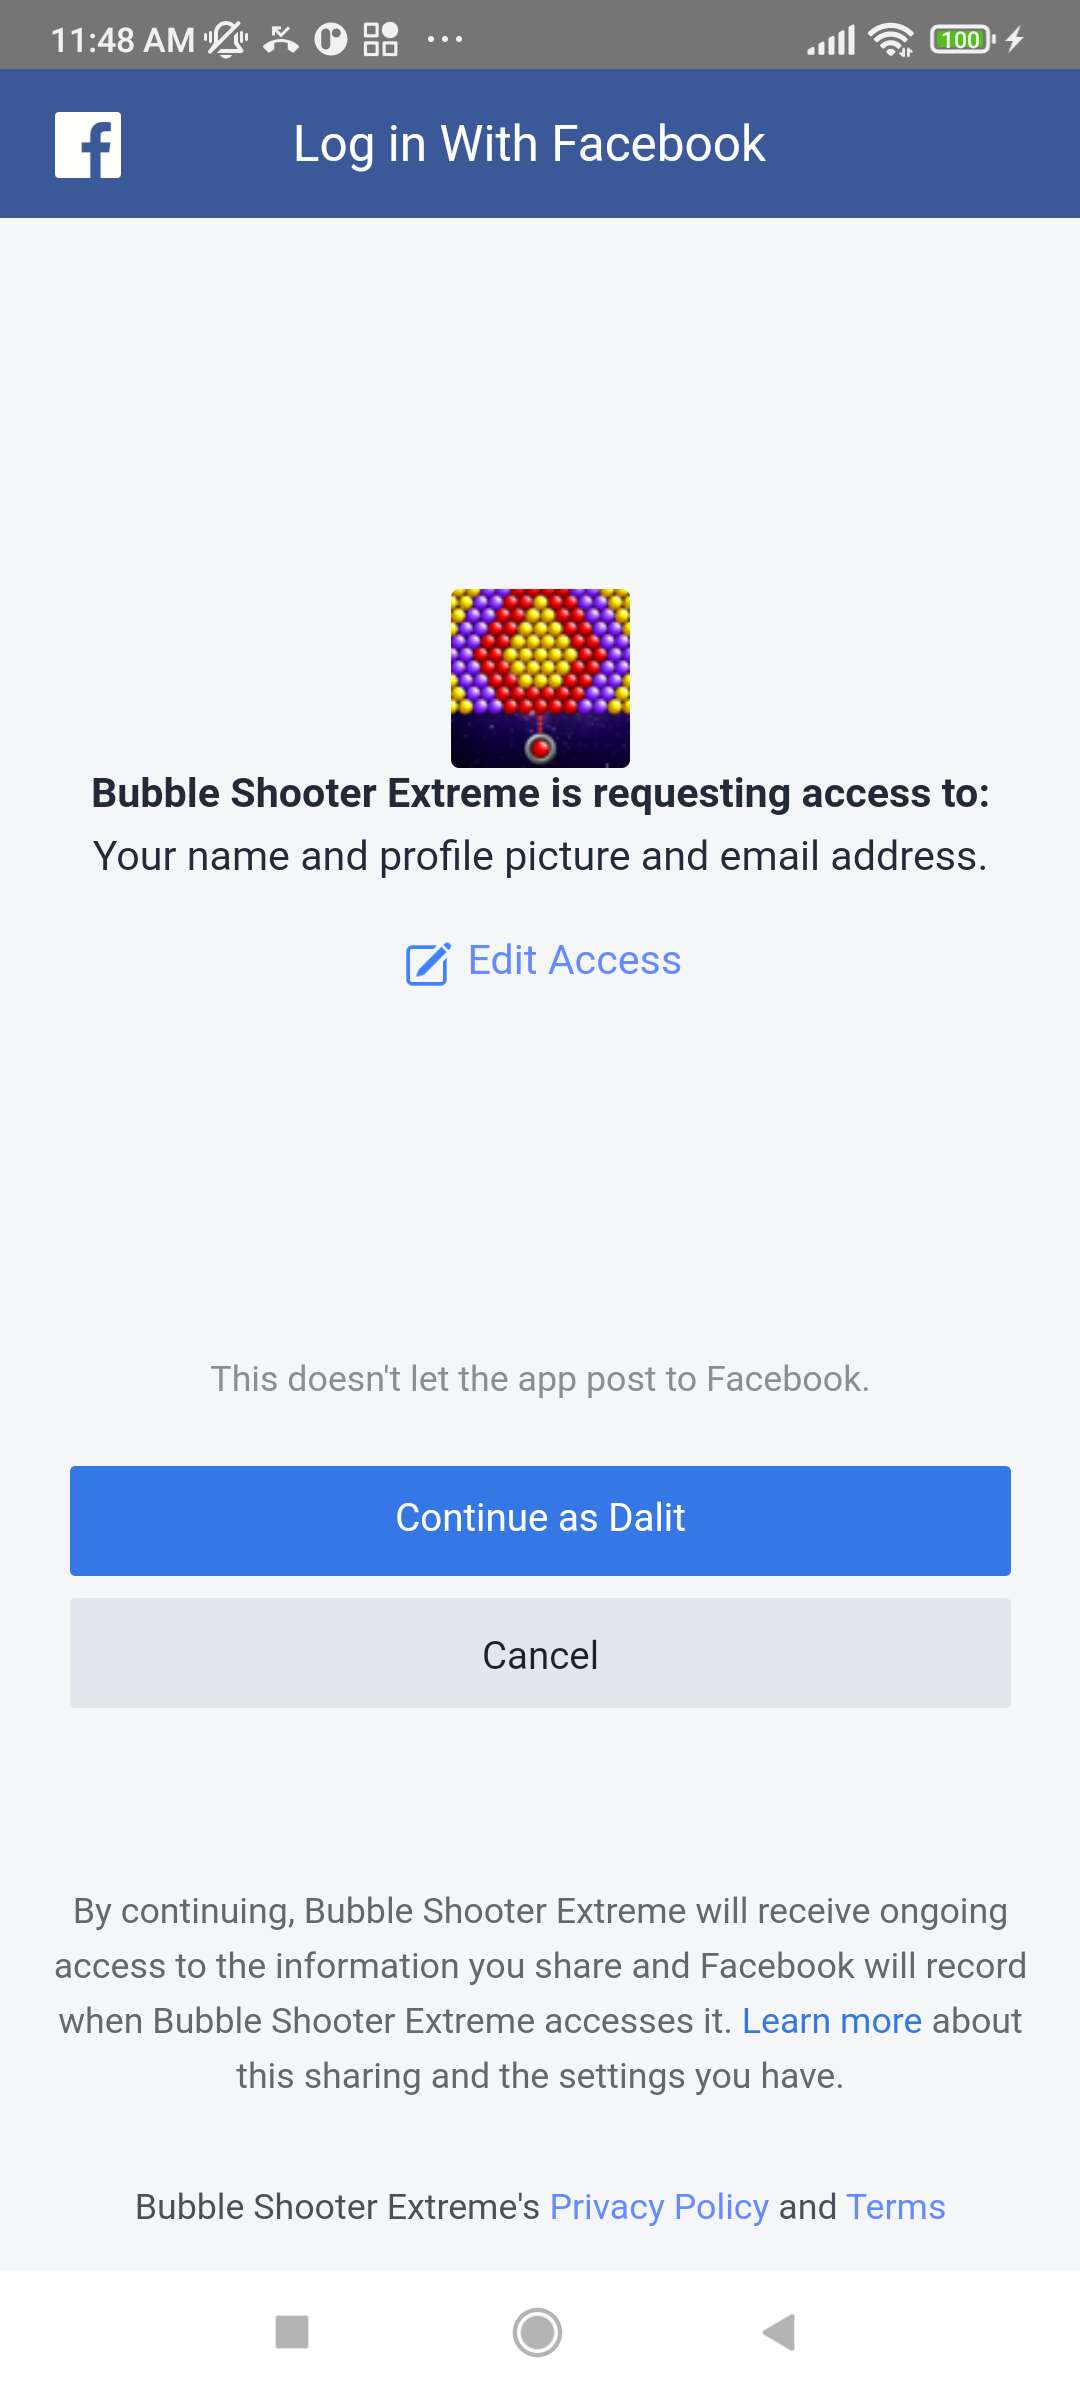 11:48 AM
100
Log in With Facebook
Bubble Shooter Extreme is requesting access to:
Your name and profile picture and email address.
Edit Access
This doesn't let the app post to Facebook.
Continue as Dalit
Cancel
By continuing, Bubble Shooter Extreme will receive ongoing
access to the information you share and Facebook will record
when Bubble Shooter Extreme accesses it. Learn more about
this sharing and the settings you have.
Bubble Shooter Extreme's Privacy Policy and Terms